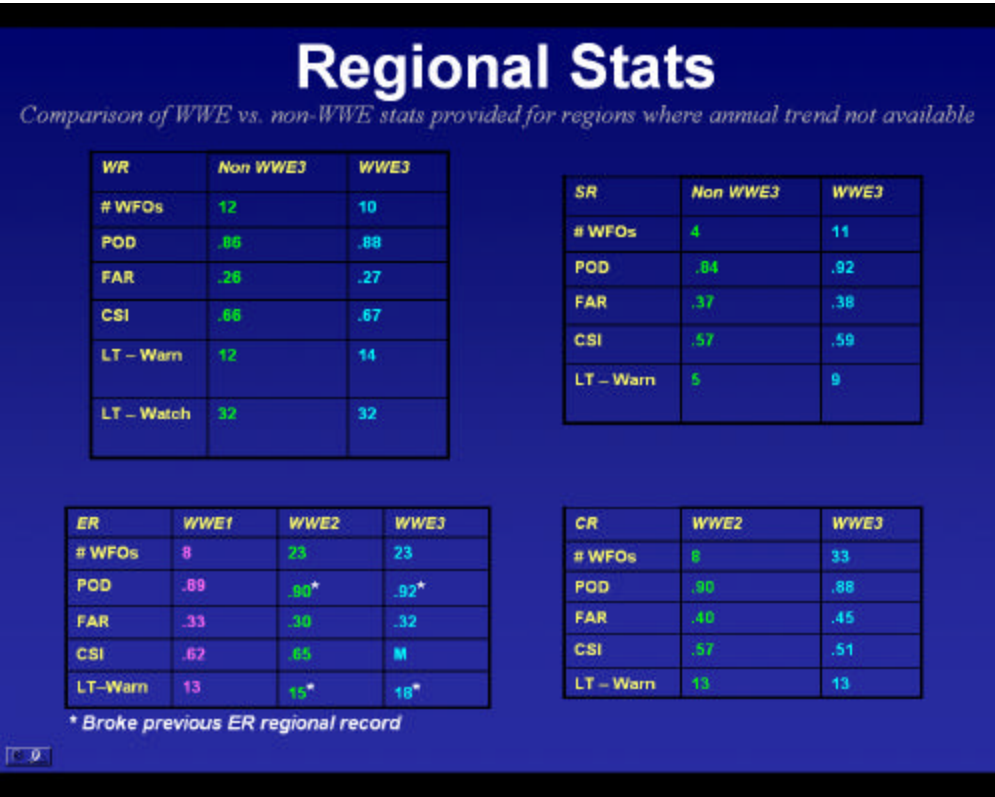 Regional Stats
Comparison of WWE vs. non-WWE stats provided for regions where annual trend not available
WR Non WWE3 WWE3
# WFOs 12 10
POD .86 .88
FAR .26 .27
CSI .66 .67
LT – Warn 12 14
LT – Watch 32 32
SR Non WWE3 WWE3
# WFOs 4 11
POD .84 .92
FAR .37 .38
CSI .57 .59
LT – Warn 5 9
ER WWE1 WWE2 WWE3
# WFOs 8 23 23
POD .89 .90* .92*
FAR .33 .30 .32
CSI .62 .65 M
LT–Warn 13 15* 18*
* Broke previous ER regional record
CR WWE2 WWE3
# WFOs 8 33
POD .90 .88
FAR .40 .45
CSI .57 .51
LT – Warn 13 13